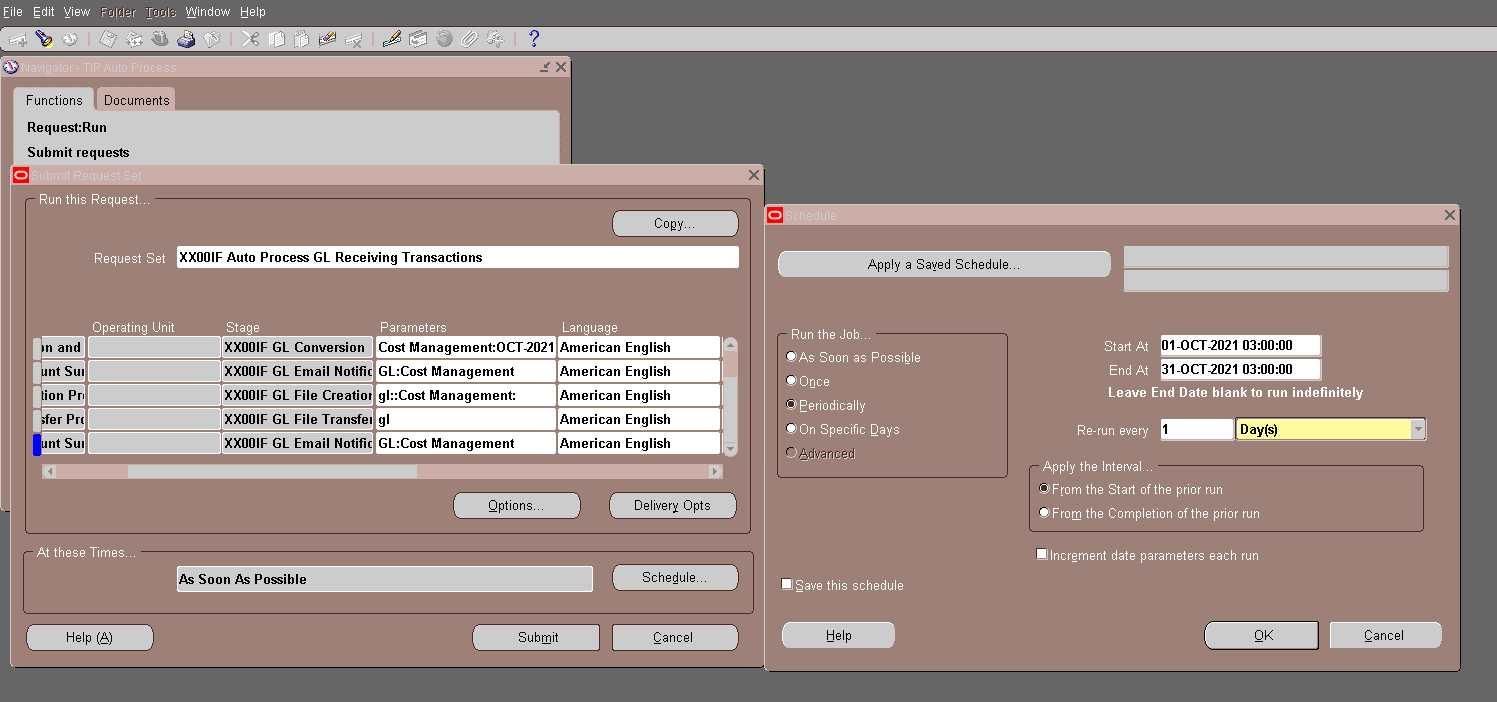 File Edit View Folder Tools Window Help
Navigator - TIP Auto Process
Functions Documents
Request:Run
Submit requests
Submit Request Set
Run this Request...
Copy...
Request Set XX00IF Auto Process GL Receiving Transactions
Operating Unit Stage Parameters Language
on and XX00IF GL Conversion Cost Management:OCT-2021 American English
unt Sur XX00IF GL Email Notific GL:Cost Management American English
tion Pro XX00IF GL File Creation gl::Cost Management: American English
sfer Pro XX00IF GL File Transfer gl American English
unt Sur XX00IF GL Email Notific GL:Cost Management American English
Options... Delivery Opts
At these Times...
As Soon As Possible Schedule...
Help (A) Submit Cancel
Schedule
Apply a Saved Schedule...
Run the Job...
As Soon as Possible
Once
Periodically
On Specific Days
Advanced
Start At 01-OCT-2021 03:00:00
End At 31-OCT-2021 03:00:00
Leave End Date blank to run indefinitely
Re-run every 1 Day(s)
Apply the Interval...
From the Start of the prior run
From the Completion of the prior run
Increment date parameters each run
Save this schedule
Help OK Cancel